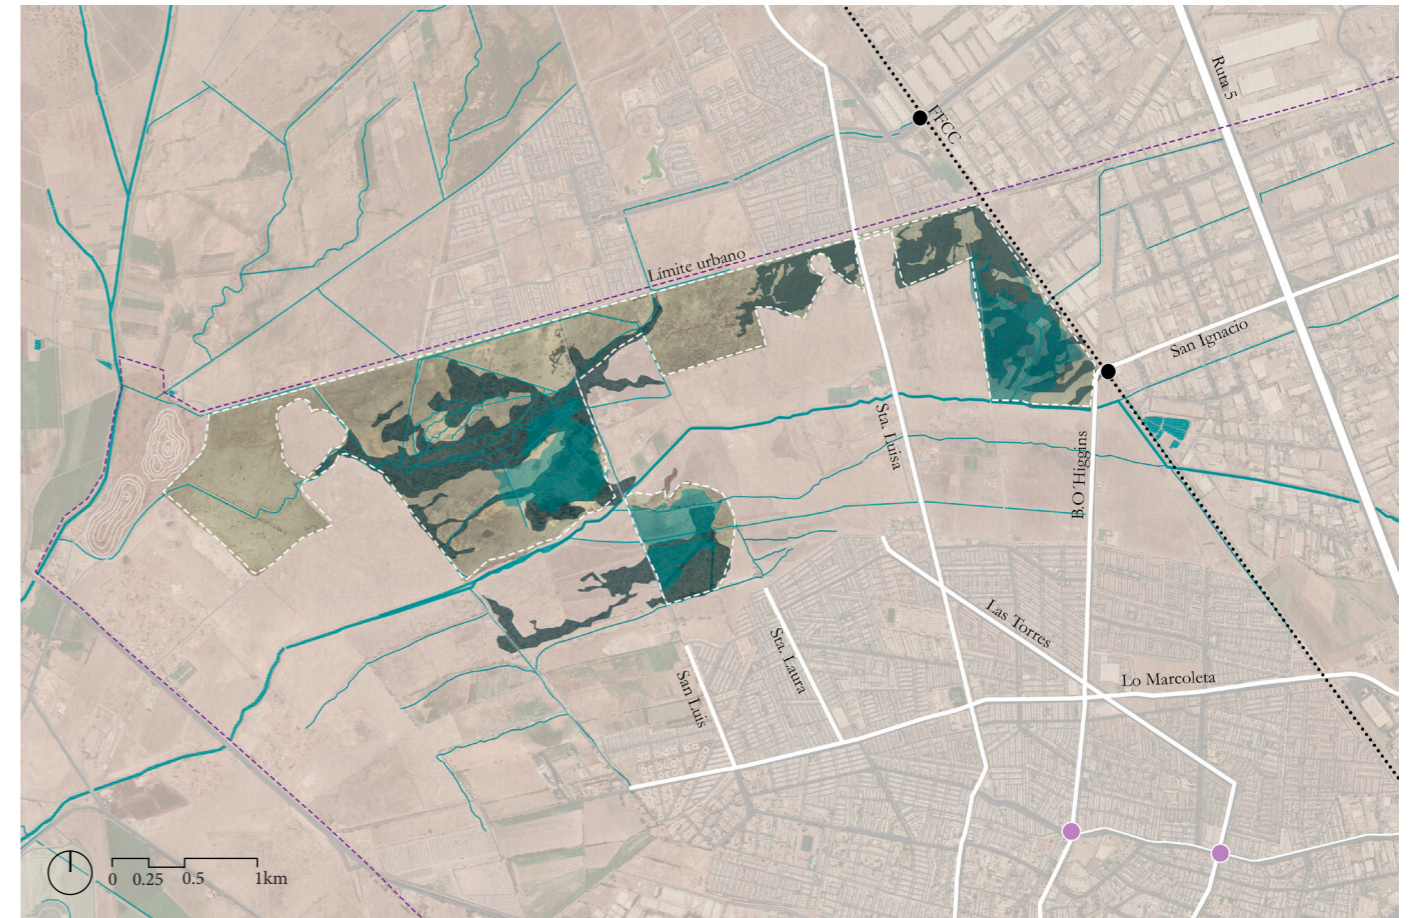 Ruta 5
FFCC
Límite urbano
San Ignacio
Sta. Luisa
B.O´Higgins
Las Torres
Sta. Laura
San Luis
Lo Marcoleta
0 0.25 0.5 1km